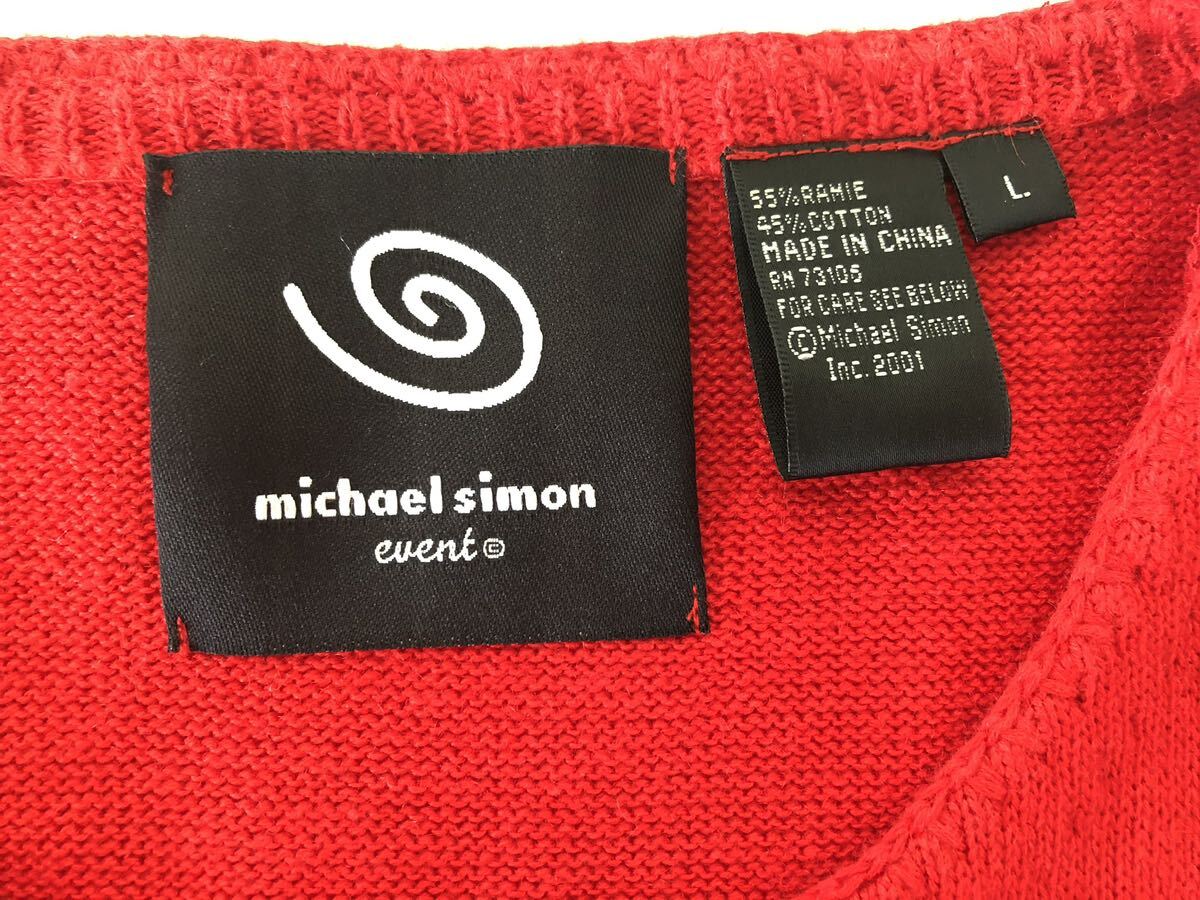 michael simon
event ©
55% RAMIE
45% COTTON
MADE IN CHINA
RN 73105
FOR CARE SEE BELOW
© Michael Simon
Inc. 2001
L.